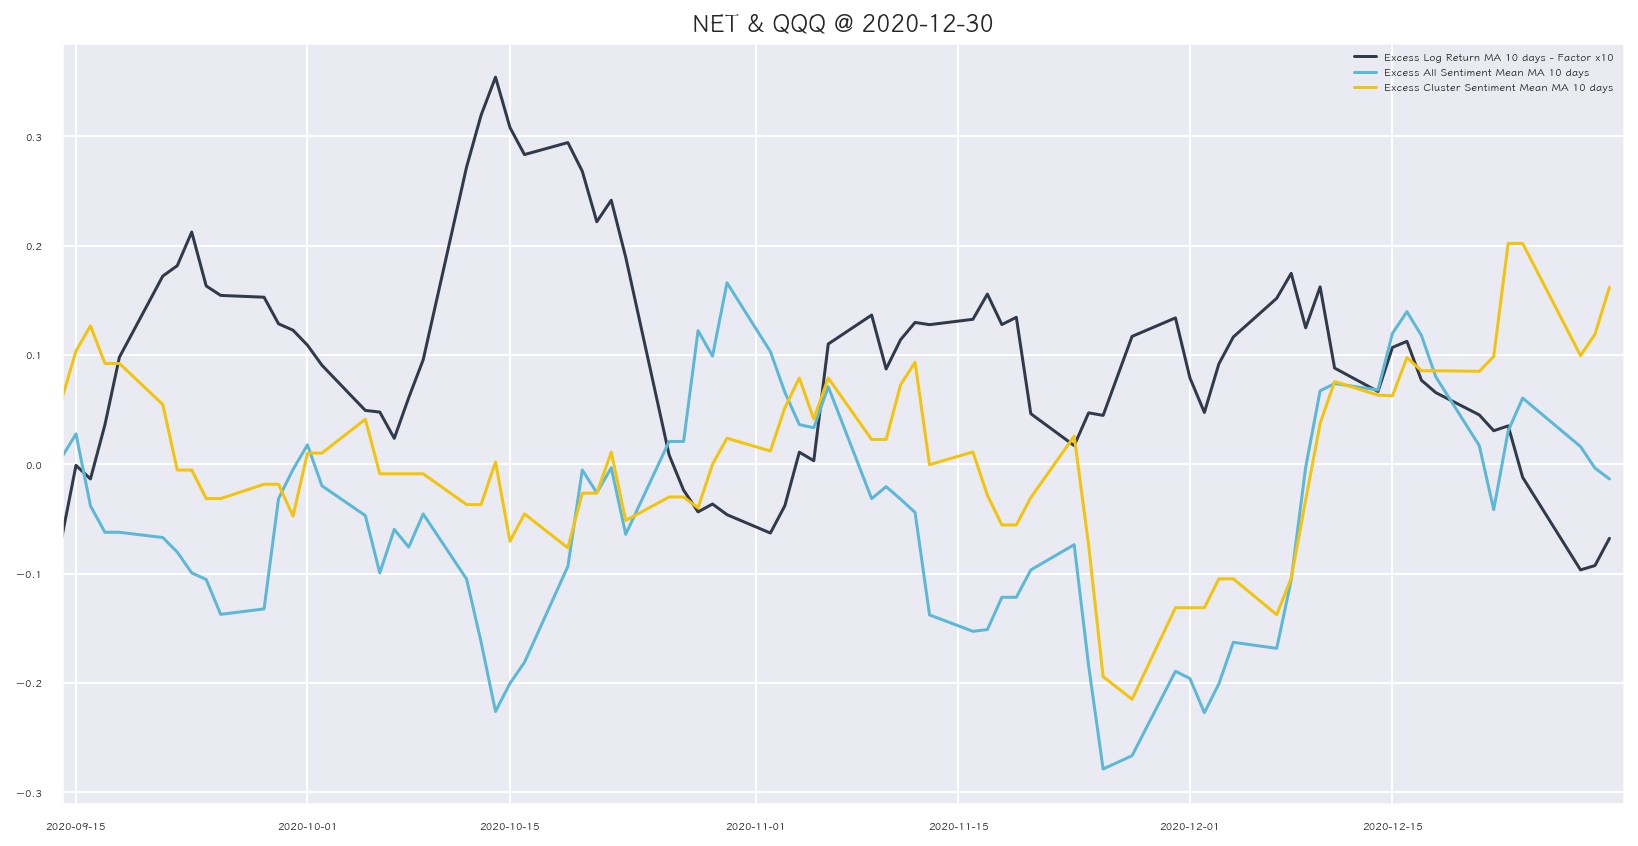 NET & QQQ @ 2020-12-30
Excess Log Return MA 10 days - Factor x10
Excess All Sentiment Mean MA 10 days
Excess Cluster Sentiment Mean MA 10 days
0.3
0.2
0.1
0.0
−0.1
−0.2
−0.3
2020-09-15 2020-10-01 2020-10-15 2020-11-01 2020-11-15 2020-12-01 2020-12-15